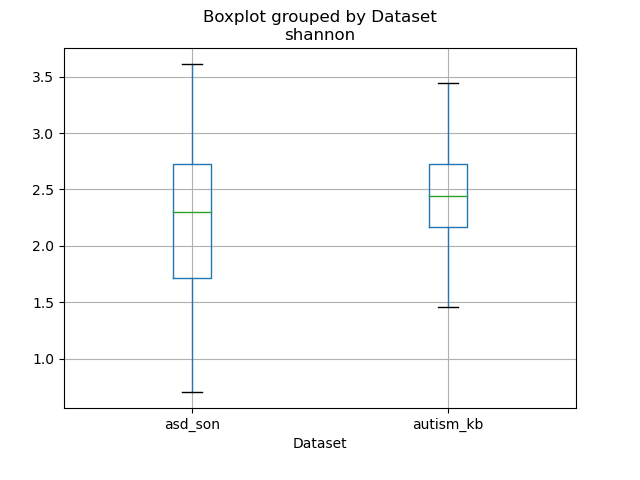 Boxplot grouped by Dataset
shannon
3.5
3.0
2.5
2.0
1.5
1.0
asd_son
autism_kb
Dataset